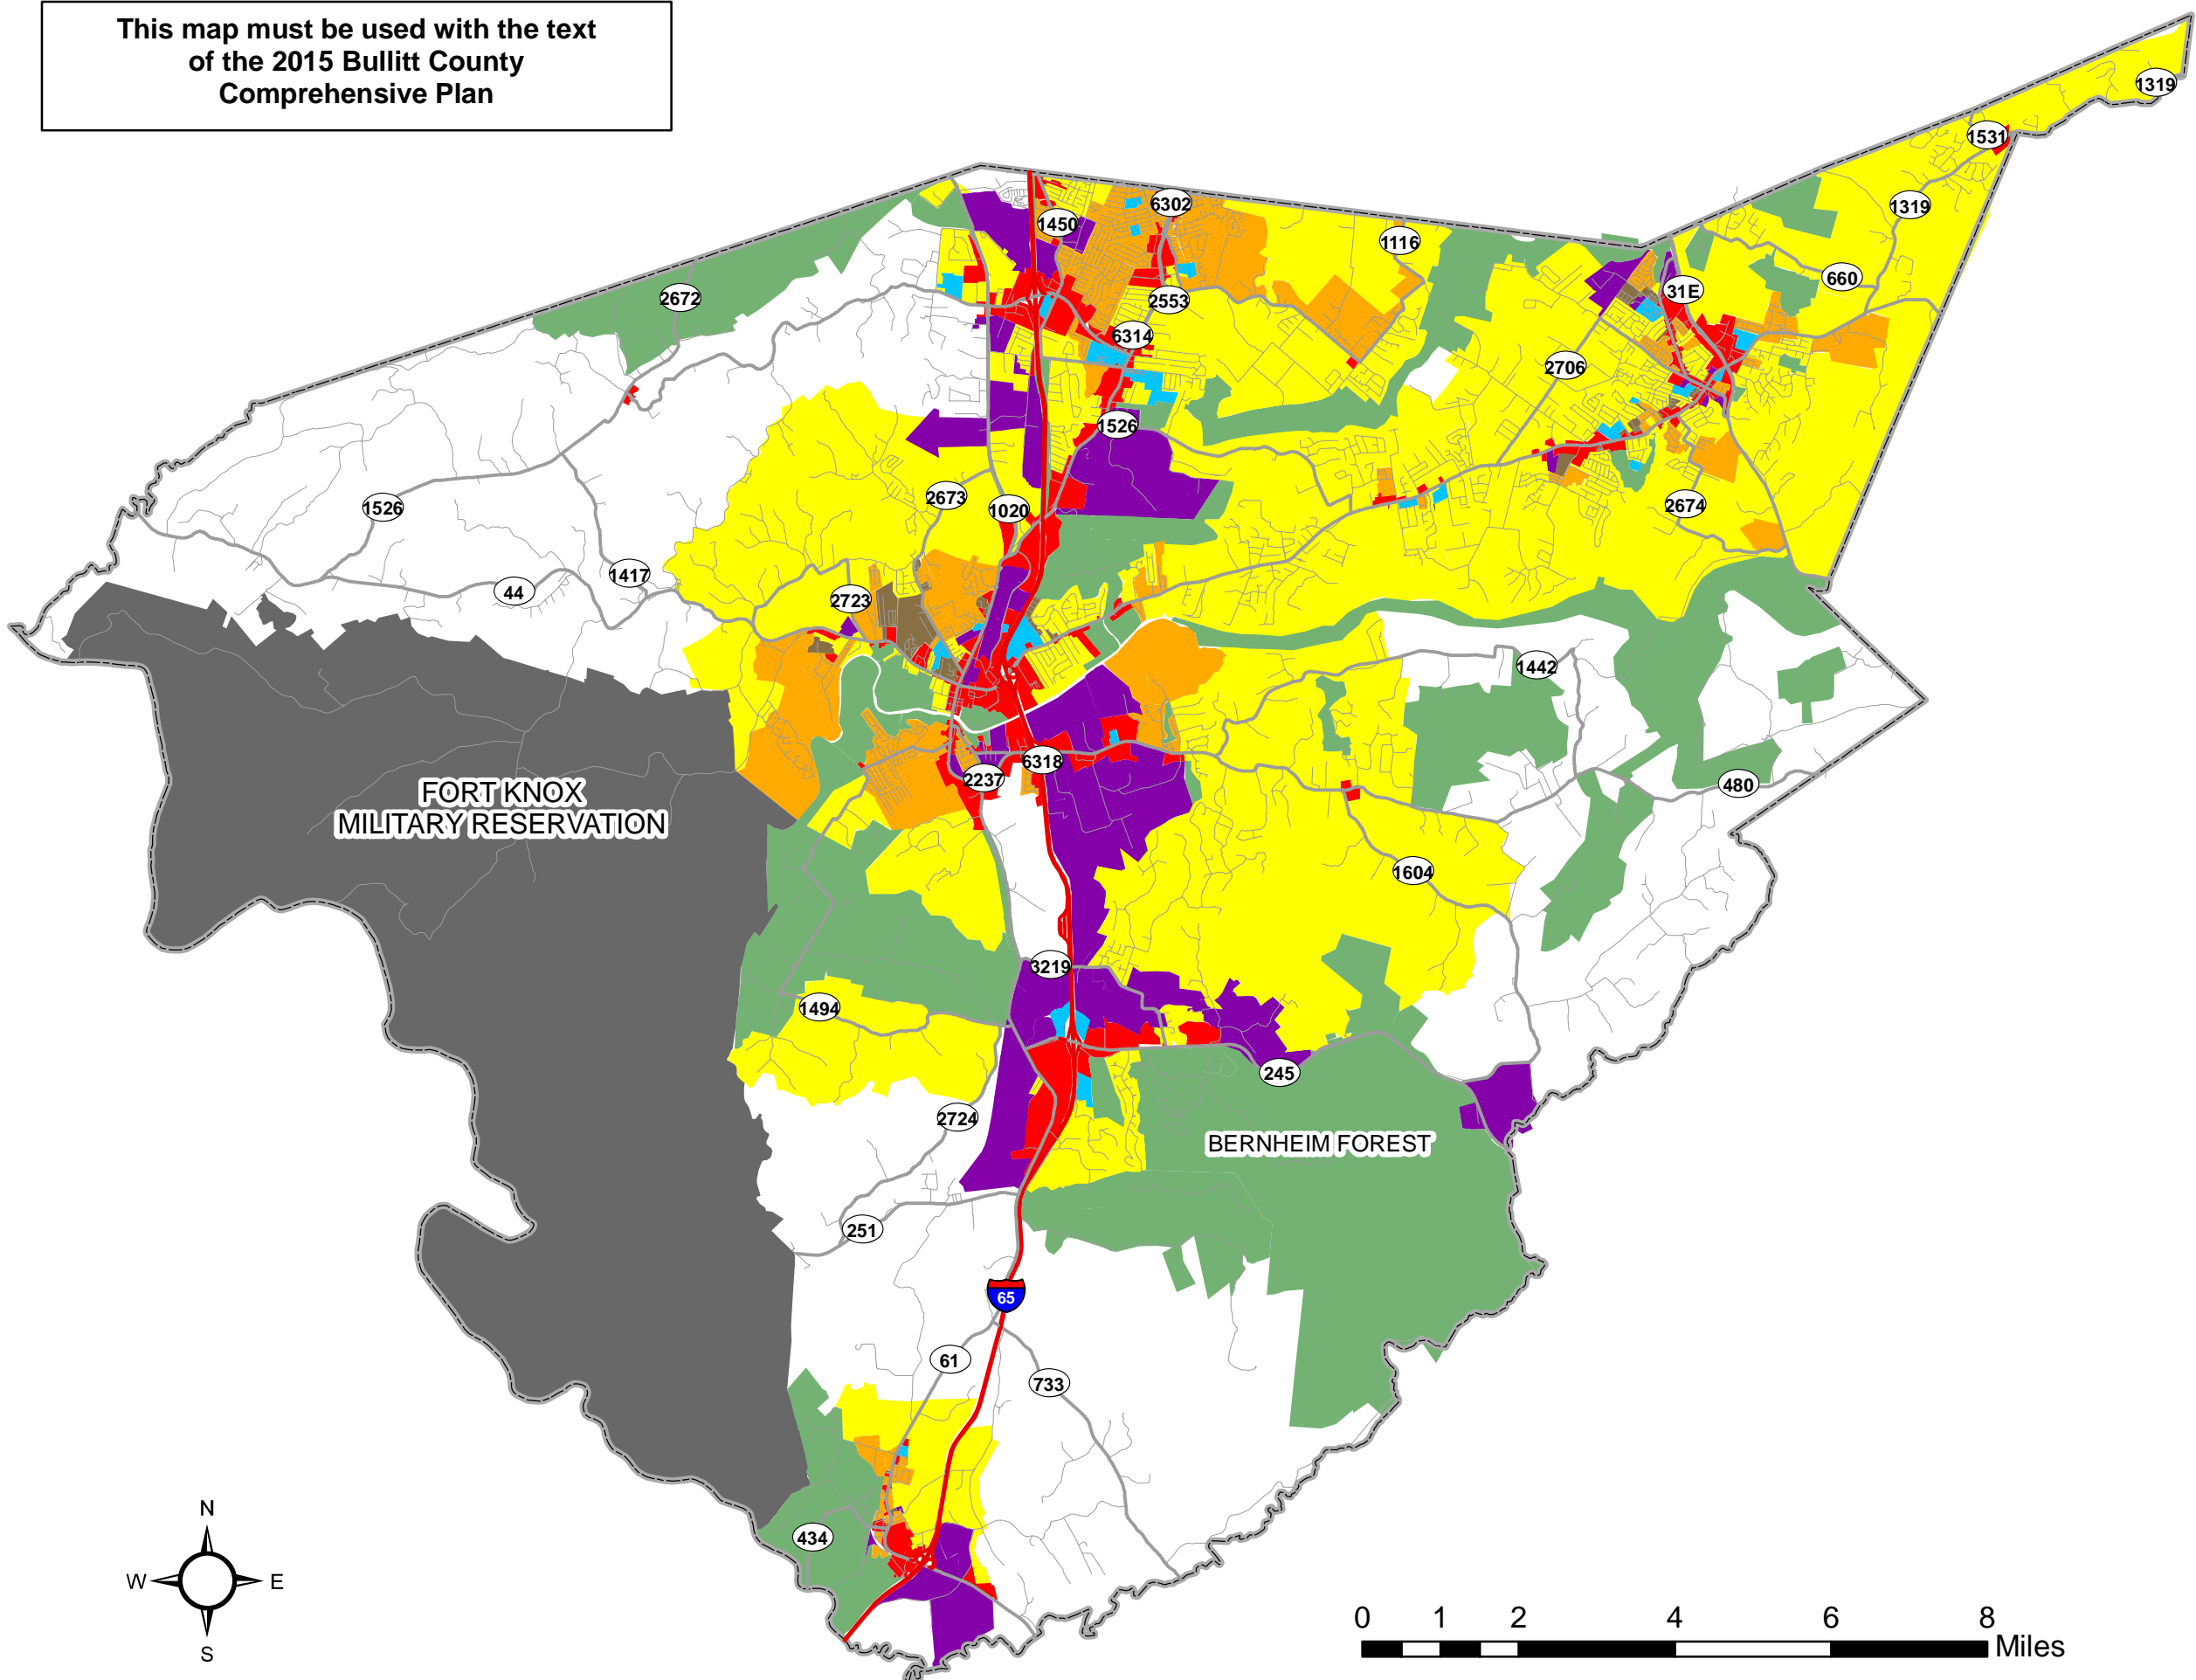 This map must be used with the text
of the 2015 Bullitt County
Comprehensive Plan
1319
1531
1319
6302
1450
1116
660
31E
2672
2553
6314
2706
1526
2673
1020
2674
1526
1417
44
2723
1442
6318
2237
480
FORT KNOX
MILITARY RESERVATION
1604
3219
1494
245
2724
BERNHEIM FOREST
251
65
61
733
434
N
W
E
S
0 1 2 4 6 8
Miles